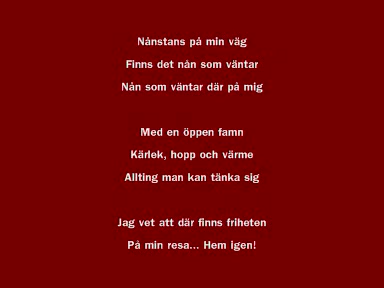 Nånstans på min väg
Finns det nån som väntar
Nån som väntar där på mig
Med en öppen famn
Kärlek, hopp och värme
Allting man kan tänka sig
Jag vet att där finns friheten
På min resa... Hem igen!